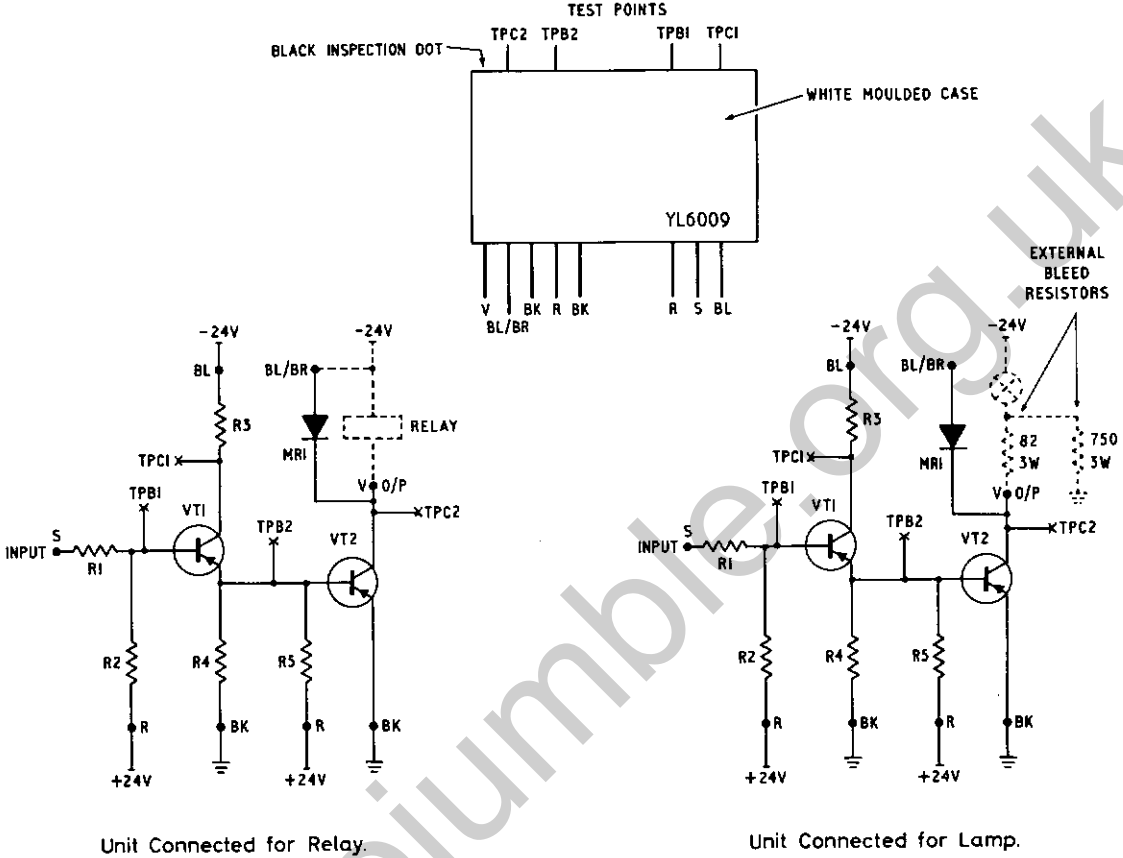 TEST POINTS
TPC2 TPB2 TPB1 TPC1
BLACK INSPECTION DOT
WHITE MOULDED CASE
YL6009
V BL/BR BK R BK R S BL
-24V
BL
R3
TPC1
TPB1
VT1
S
INPUT
R1
R2
R
+24V
TPB2
R4
BK
R5
R
+24V
-24V
BL/BR
MR1
RELAY
V O/P
TPC2
VT2
BK
Unit Connected for Relay.
EXTERNAL
BLEED
RESISTORS
-24V
BL
R3
TPC1
TPB1
VT1
S
INPUT
R1
R2
R
+24V
TPB2
R4
BK
R5
R
+24V
-24V
BL/BR
MR1
82
3W
750
3W
V O/P
TPC2
VT2
BK
Unit Connected for Lamp.